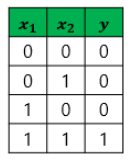 x₁ x₂ y
0 0 0
0 1 0
1 0 0
1 1 1